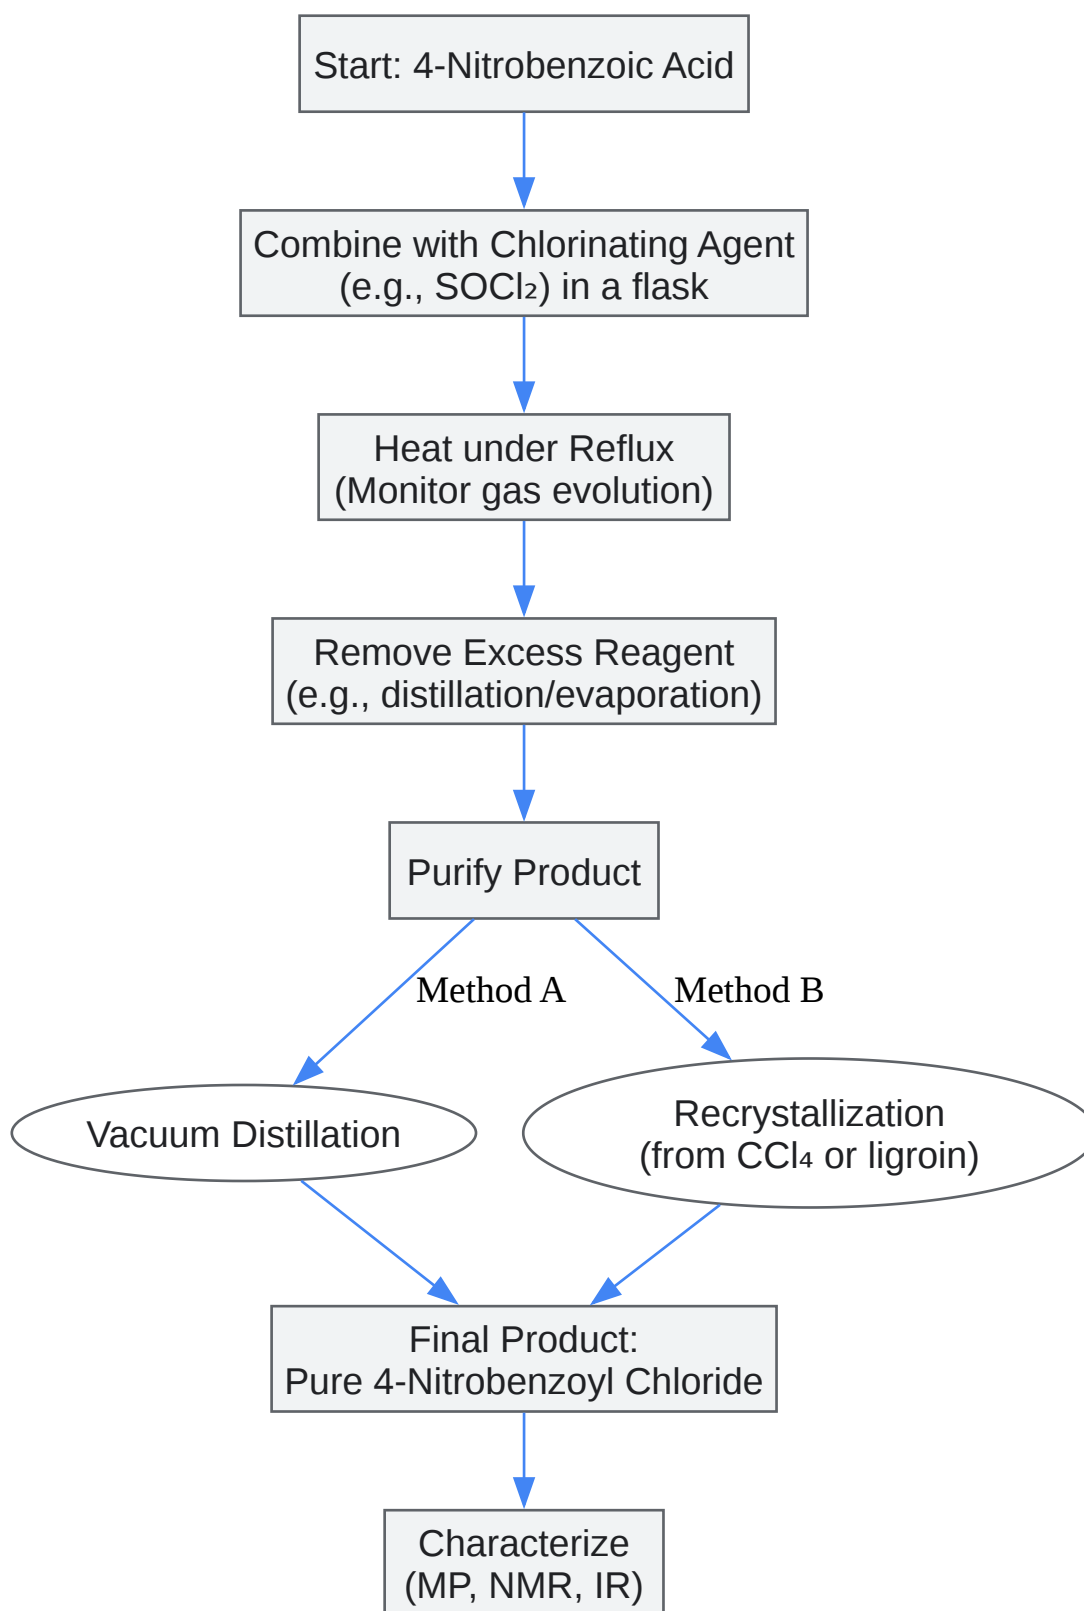 Start: 4-Nitrobenzoic Acid
Combine with Chlorinating Agent
(e.g., SOCl₂) in a flask
Heat under Reflux
(Monitor gas evolution)
Remove Excess Reagent
(e.g., distillation/evaporation)
Purify Product
Method A
Method B
Vacuum Distillation
Recrystallization
(from CCl₄ or ligroin)
Final Product:
Pure 4-Nitrobenzoyl Chloride
Characterize
(MP, NMR, IR)